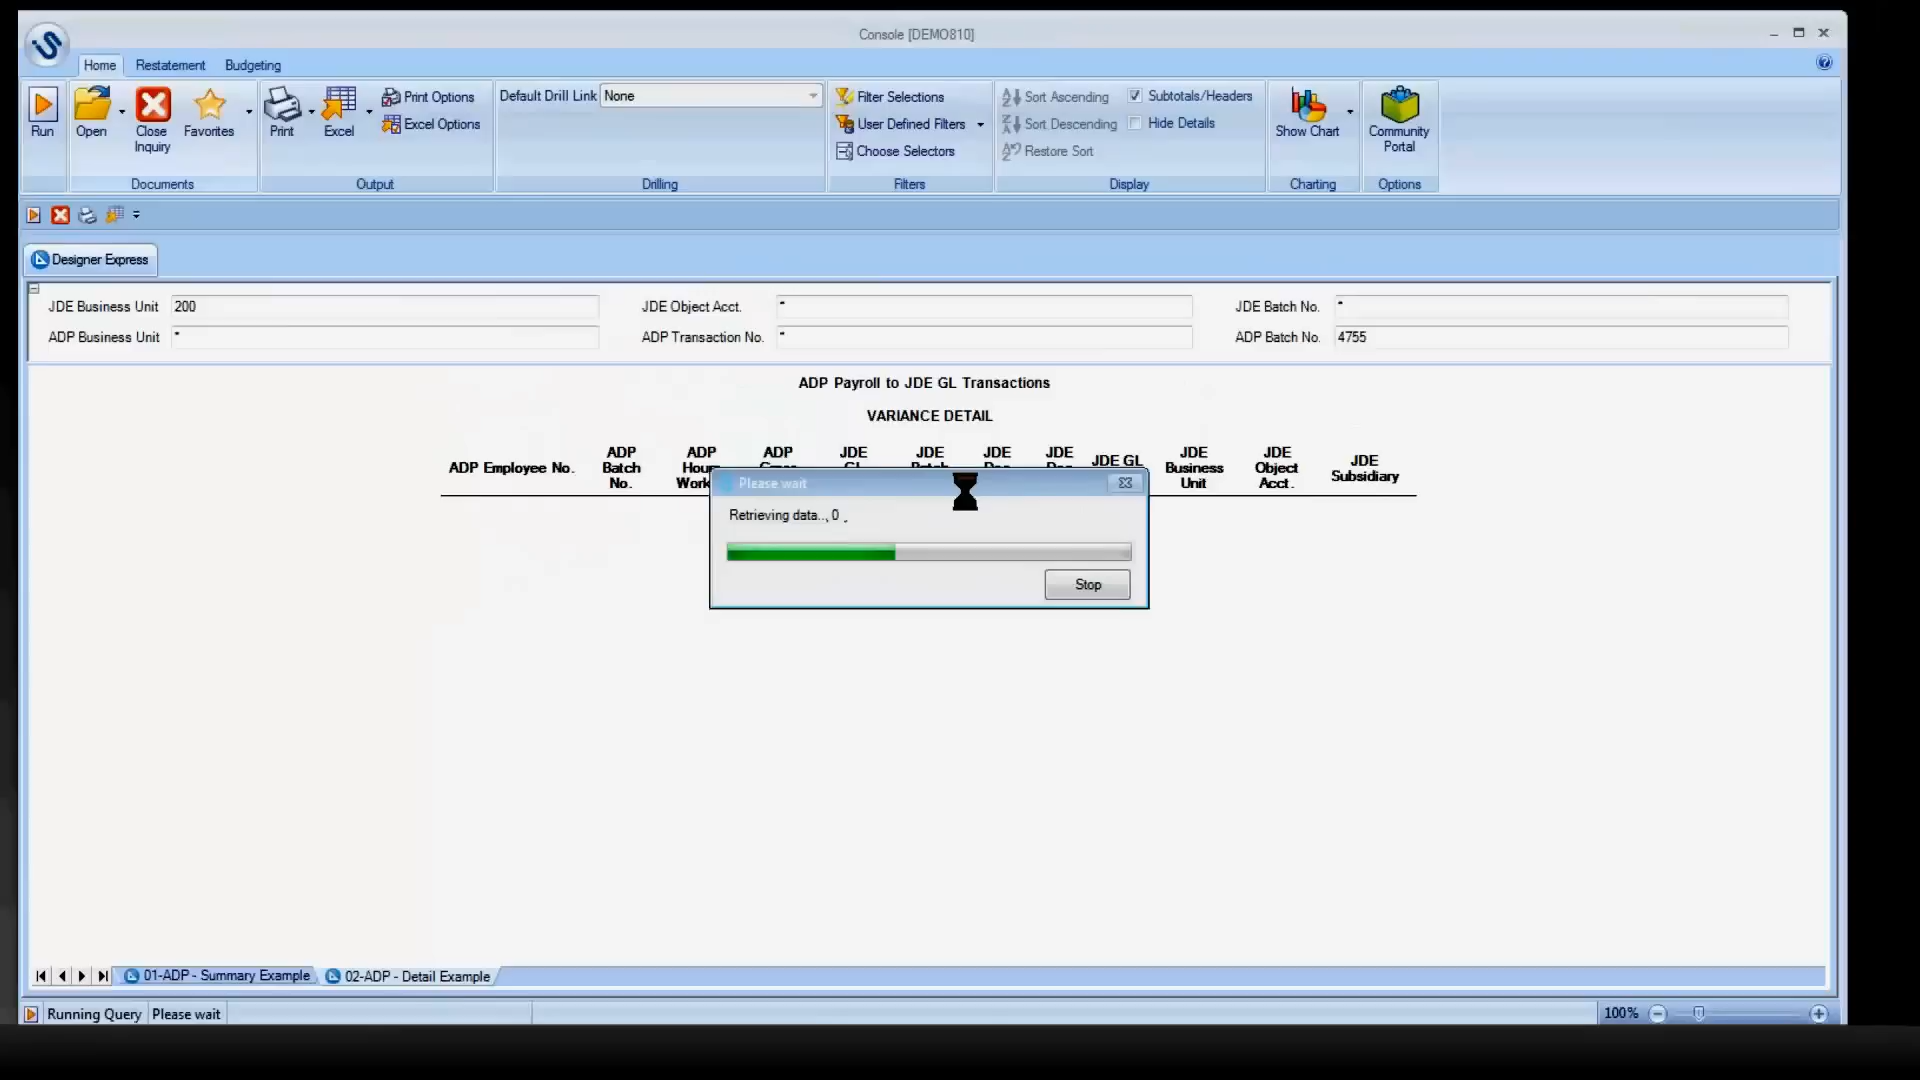 Console [DEMO810]
Home Restatement Budgeting
Run Open Close Inquiry Favorites Print Excel
Print Options
Excel Options
Default Drill Link None
Filter Selections
User Defined Filters
Choose Selectors
Sort Ascending
Sort Descending
Restore Sort
Subtotals/Headers
Hide Details
Show Chart
Community Portal
Documents Output Drilling Filters Display Charting Options
Designer Express
JDE Business Unit 200 JDE Object Acct. * JDE Batch No. *
ADP Business Unit * ADP Transaction No. * ADP Batch No. 4755
ADP Payroll to JDE GL Transactions
VARIANCE DETAIL
ADP Employee No.
ADP Batch No.
ADP
JDE
JDE
JDE
JDE
JDE GL
JDE Business Unit
JDE Object Acct.
JDE Subsidiary
Please wait
Retrieving data.., 0
Stop
01-ADP - Summary Example 02-ADP - Detail Example
Running Query Please wait 100%